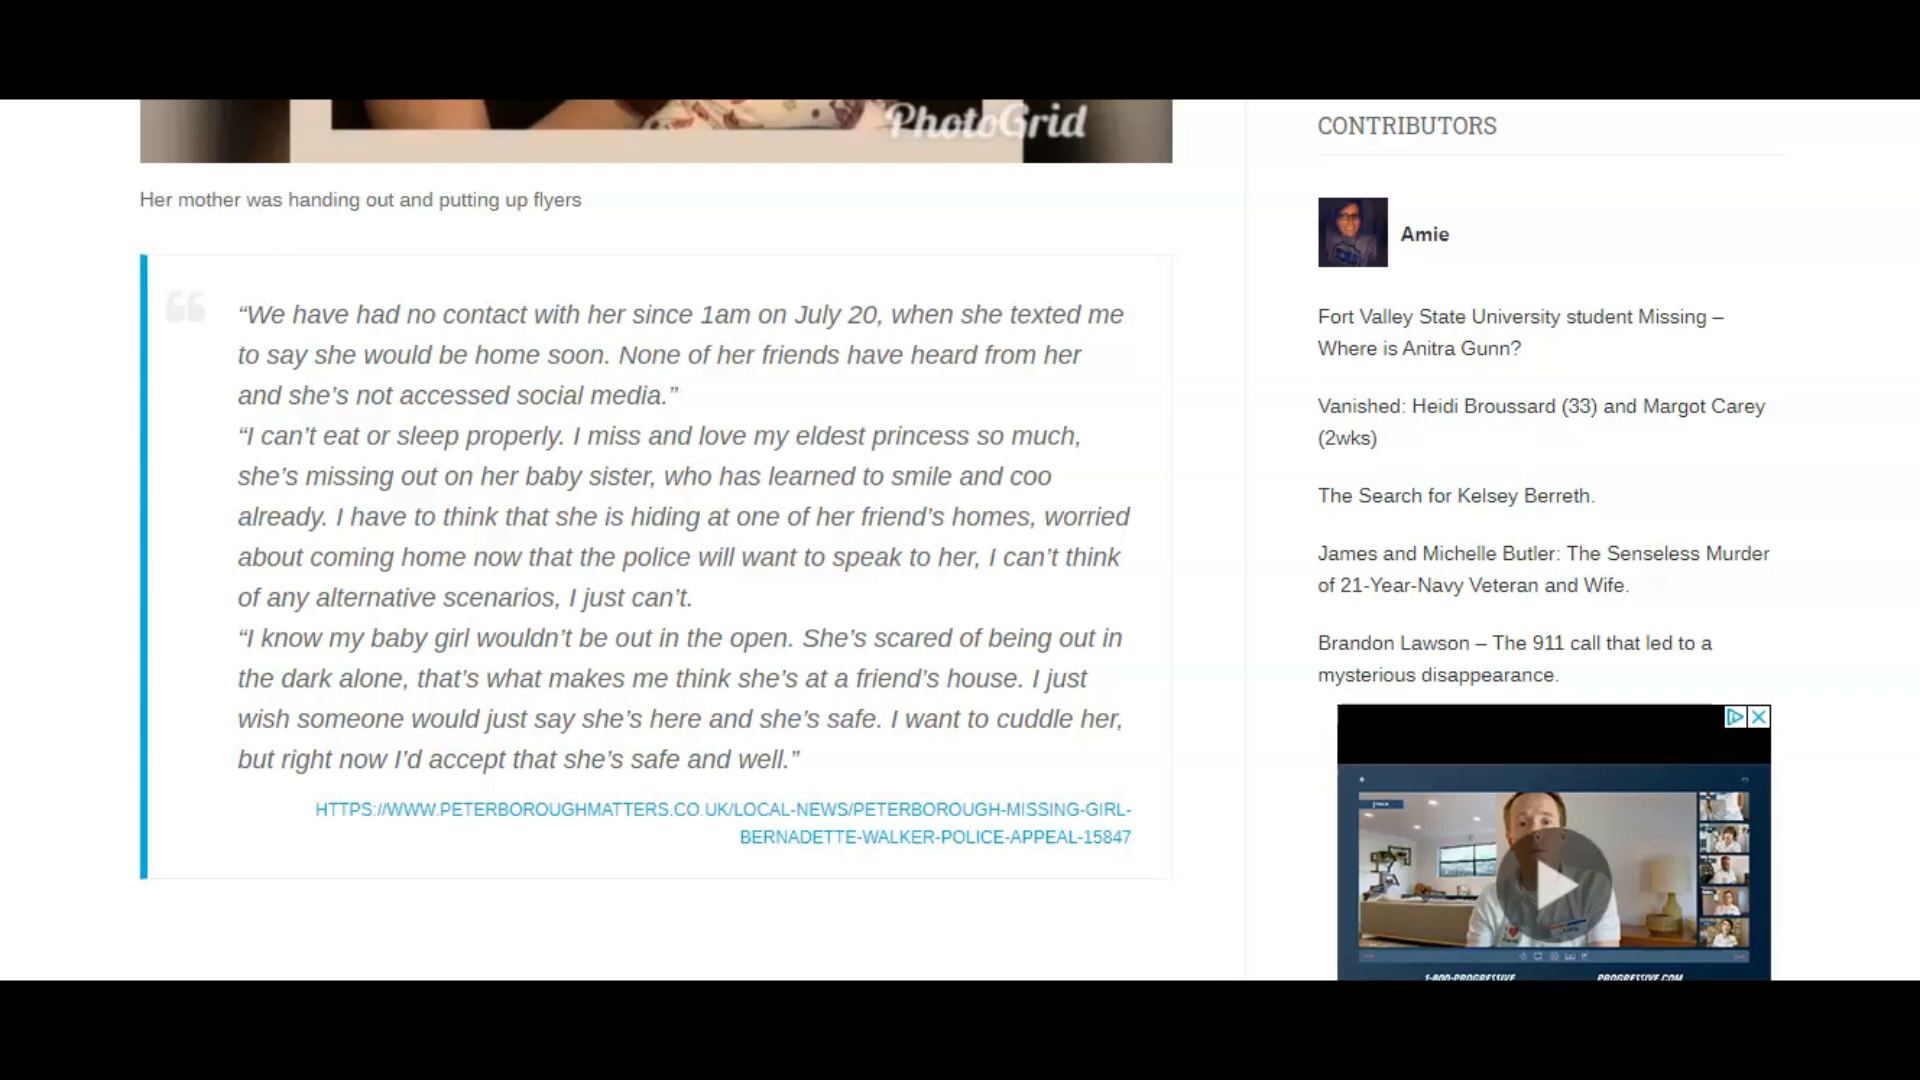 PhotoGrid
Her mother was handing out and putting up flyers
“We have had no contact with her since 1am on July 20, when she texted me
to say she would be home soon. None of her friends have heard from her
and she’s not accessed social media.”
“I can’t eat or sleep properly. I miss and love my eldest princess so much,
she’s missing out on her baby sister, who has learned to smile and coo
already. I have to think that she is hiding at one of her friend’s homes, worried
about coming home now that the police will want to speak to her, I can’t think
of any alternative scenarios, I just can’t.
“I know my baby girl wouldn’t be out in the open. She’s scared of being out in
the dark alone, that’s what makes me think she’s at a friend’s house. I just
wish someone would just say she’s here and she’s safe. I want to cuddle her,
but right now I’d accept that she’s safe and well.”
HTTPS://WWW.PETERBOROUGHMATTERS.CO.UK/LOCAL-NEWS/PETERBOROUGH-MISSING-GIRL-
BERNADETTE-WALKER-POLICE-APPEAL-15847
CONTRIBUTORS
Amie
Fort Valley State University student Missing –
Where is Anitra Gunn?
Vanished: Heidi Broussard (33) and Margot Carey
(2wks)
The Search for Kelsey Berreth.
James and Michelle Butler: The Senseless Murder
of 21-Year-Navy Veteran and Wife.
Brandon Lawson – The 911 call that led to a
mysterious disappearance.
1-800-PROGRESSIVE
PROGRESSIVE.COM